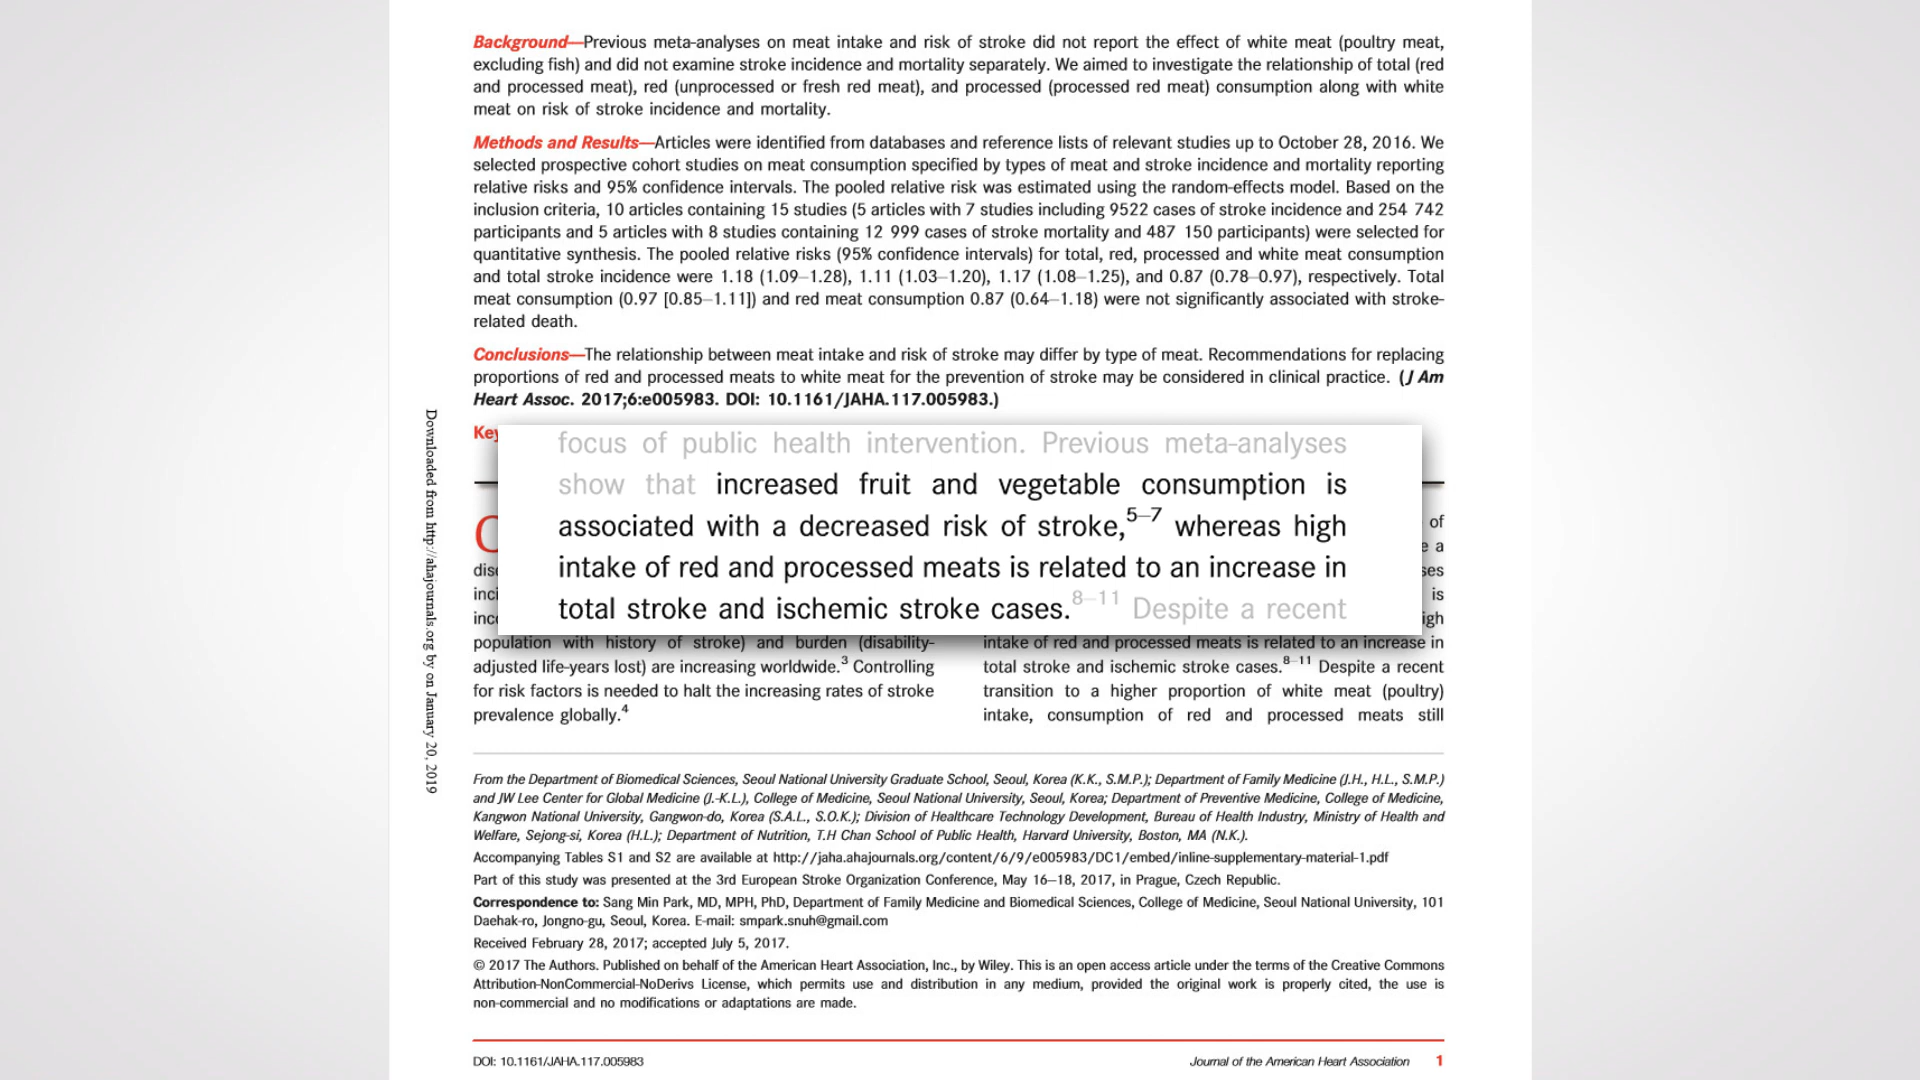 Background—Previous meta-analyses on meat intake and risk of stroke did not report the effect of white meat (poultry meat,
excluding fish) and did not examine stroke incidence and mortality separately. We aimed to investigate the relationship of total (red
and processed meat), red (unprocessed or fresh red meat), and processed (processed red meat) consumption along with white
meat on risk of stroke incidence and mortality.
Methods and Results—Articles were identified from databases and reference lists of relevant studies up to October 28, 2016. We
selected prospective cohort studies on meat consumption specified by types of meat and stroke incidence and mortality reporting
relative risks and 95% confidence intervals. The pooled relative risk was estimated using the random-effects model. Based on the
inclusion criteria, 10 articles containing 15 studies (5 articles with 7 studies including 9522 cases of stroke incidence and 254 742
participants and 5 articles with 8 studies containing 12 999 cases of stroke mortality and 487 150 participants) were selected for
quantitative synthesis. The pooled relative risks (95% confidence intervals) for total, red, processed and white meat consumption
and total stroke incidence were 1.18 (1.09–1.28), 1.11 (1.03–1.20), 1.17 (1.08–1.25), and 0.87 (0.78–0.97), respectively. Total
meat consumption (0.97 [0.85–1.11]) and red meat consumption 0.87 (0.64–1.18) were not significantly associated with stroke-
related death.
Conclusions—The relationship between meat intake and risk of stroke may differ by type of meat. Recommendations for replacing
proportions of red and processed meats to white meat for the prevention of stroke may be considered in clinical practice. (J Am
Heart Assoc. 2017;6:e005983. DOI: 10.1161/JAHA.117.005983.)
Key
focus of public health intervention. Previous meta-analyses
show that increased fruit and vegetable consumption is
associated with a decreased risk of stroke,5–7 whereas high
intake of red and processed meats is related to an increase in
total stroke and ischemic stroke cases.8–11 Despite a recent
population with history of stroke) and burden (disability-
adjusted life-years lost) are increasing worldwide.3 Controlling
for risk factors is needed to halt the increasing rates of stroke
prevalence globally.4
of
a
is
intake of red and processed meats is related to an increase in
total stroke and ischemic stroke cases.8–11 Despite a recent
transition to a higher proportion of white meat (poultry)
intake, consumption of red and processed meats still
Downloaded from http://ahajournals.org by on January 20, 2019
From the Department of Biomedical Sciences, Seoul National University Graduate School, Seoul, Korea (K.K., S.M.P.); Department of Family Medicine (J.H., H.L., S.M.P.)
and JW Lee Center for Global Medicine (J.-K.L.), College of Medicine, Seoul National University, Seoul, Korea; Department of Preventive Medicine, College of Medicine,
Kangwon National University, Gangwon-do, Korea (S.A.L., S.O.K.); Division of Healthcare Technology Development, Bureau of Health Industry, Ministry of Health and
Welfare, Sejong-si, Korea (H.L.); Department of Nutrition, T.H Chan School of Public Health, Harvard University, Boston, MA (N.K.).
Accompanying Tables S1 and S2 are available at http://jaha.ahajournals.org/content/6/9/e005983/DC1/embed/inline-supplementary-material-1.pdf
Part of this study was presented at the 3rd European Stroke Organization Conference, May 16–18, 2017, in Prague, Czech Republic.
Correspondence to: Sang Min Park, MD, MPH, PhD, Department of Family Medicine and Biomedical Sciences, College of Medicine, Seoul National University, 101
Daehak-ro, Jongno-gu, Seoul, Korea. E-mail: smpark.snuh@gmail.com
Received February 28, 2017; accepted July 5, 2017.
© 2017 The Authors. Published on behalf of the American Heart Association, Inc., by Wiley. This is an open access article under the terms of the Creative Commons
Attribution-NonCommercial-NoDerivs License, which permits use and distribution in any medium, provided the original work is properly cited, the use is
non-commercial and no modifications or adaptations are made.
DOI: 10.1161/JAHA.117.005983
Journal of the American Heart Association 1